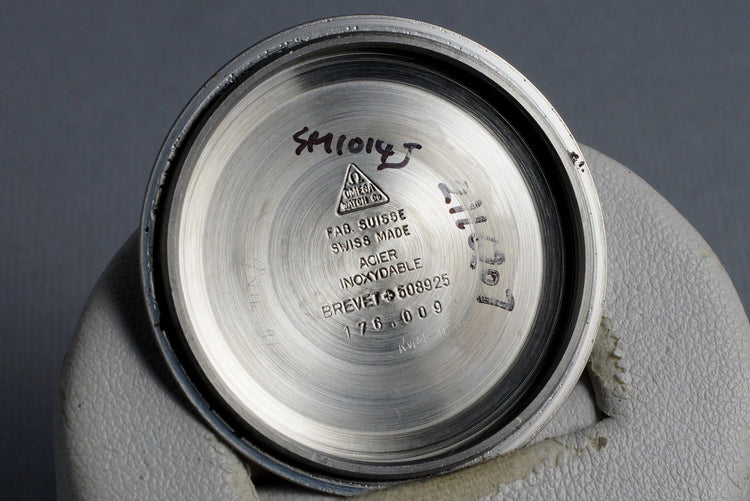 SM1014J
Ω
OMEGA
WATCH Co
FAB. SUISSE
SWISS MADE
ACIER
INOXYDABLE
BREVET✚508925
176.009